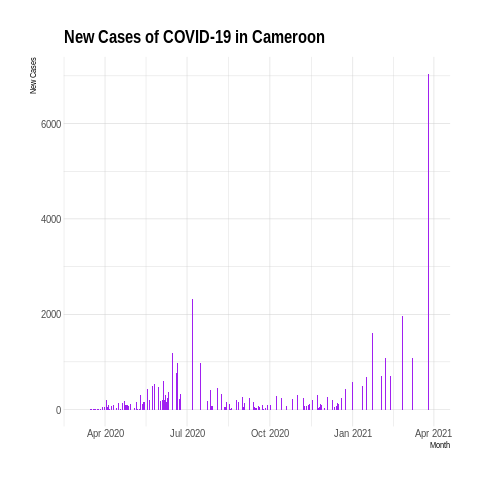 New Cases of COVID-19 in Cameroon
New Cases
6000
4000
2000
0
Apr 2020 Jul 2020 Oct 2020 Jan 2021 Apr 2021
Month